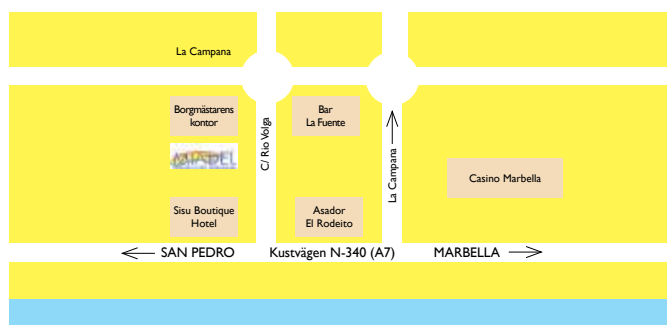 La Campana
Borgmästarens
kontor
Bar
La Fuente
C/ Rio Volga
La Campana
MIADEL
Casino Marbella
Sisu Boutique
Hotel
Asador
El Rodeito
SAN PEDRO
Kustvägen N-340 (A7)
MARBELLA